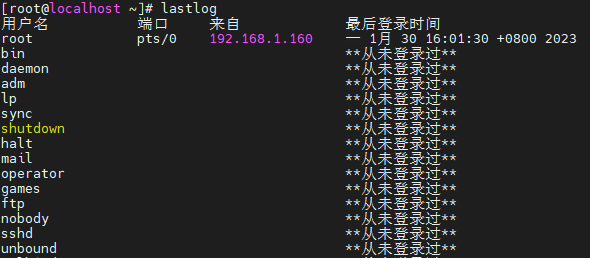 [root@localhost ~]# lastlog
用户名 端口 来自 最后登录时间
root pts/0 192.168.1.160 一 1月 30 16:01:30 +0800 2023
bin **从未登录过**
daemon **从未登录过**
adm **从未登录过**
lp **从未登录过**
sync **从未登录过**
shutdown **从未登录过**
halt **从未登录过**
mail **从未登录过**
operator **从未登录过**
games **从未登录过**
ftp **从未登录过**
nobody **从未登录过**
sshd **从未登录过**
unbound **从未登录过**